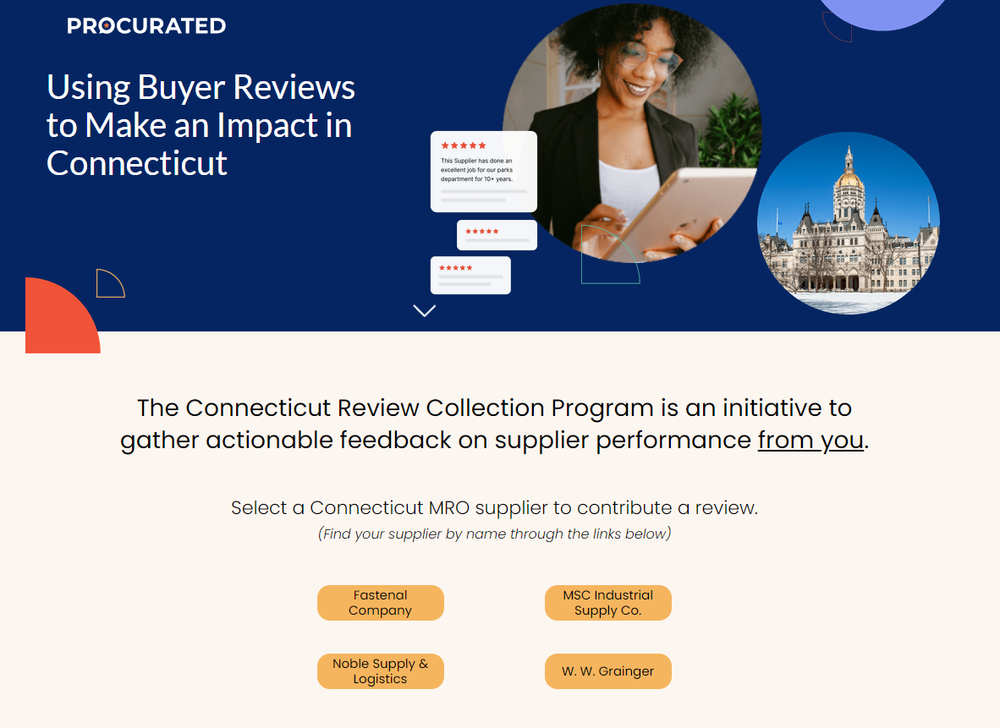 PROCURATED
Using Buyer Reviews
to Make an Impact in
Connecticut
This Supplier has done an
excellent job for our parks
department for 10+ years.
The Connecticut Review Collection Program is an initiative to
gather actionable feedback on supplier performance from you.
Select a Connecticut MRO supplier to contribute a review.
(Find your supplier by name through the links below)
Fastenal
Company
MSC Industrial
Supply Co.
Noble Supply &
Logistics
W. W. Grainger